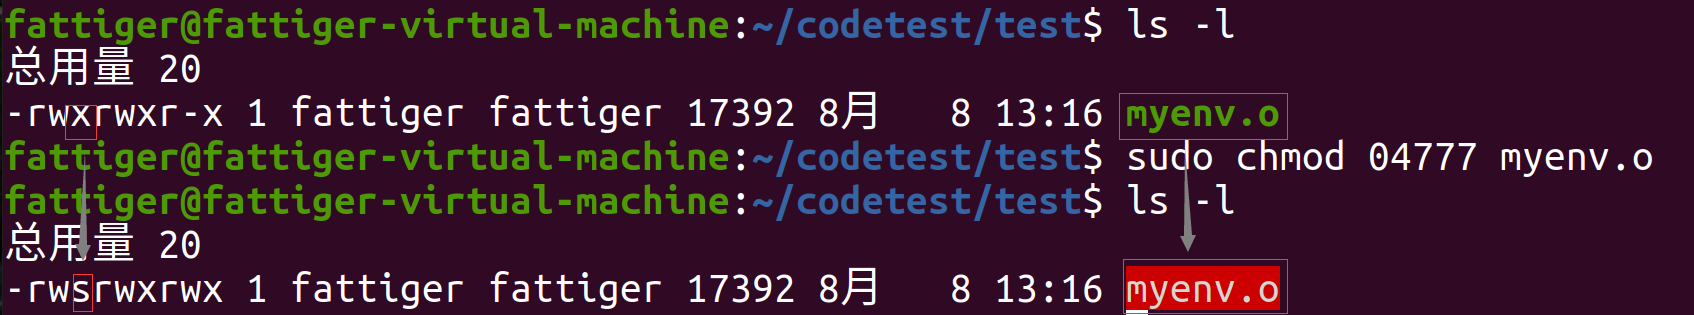 fattiger@fattiger-virtual-machine:~/codetest/test$ ls -l
总用量 20
-rwxrwxr-x 1 fattiger fattiger 17392 8月   8 13:16 myenv.o
fattiger@fattiger-virtual-machine:~/codetest/test$ sudo chmod 04777 myenv.o
fattiger@fattiger-virtual-machine:~/codetest/test$ ls -l
总用量 20
-rwsrwxrwx 1 fattiger fattiger 17392 8月   8 13:16 myenv.o